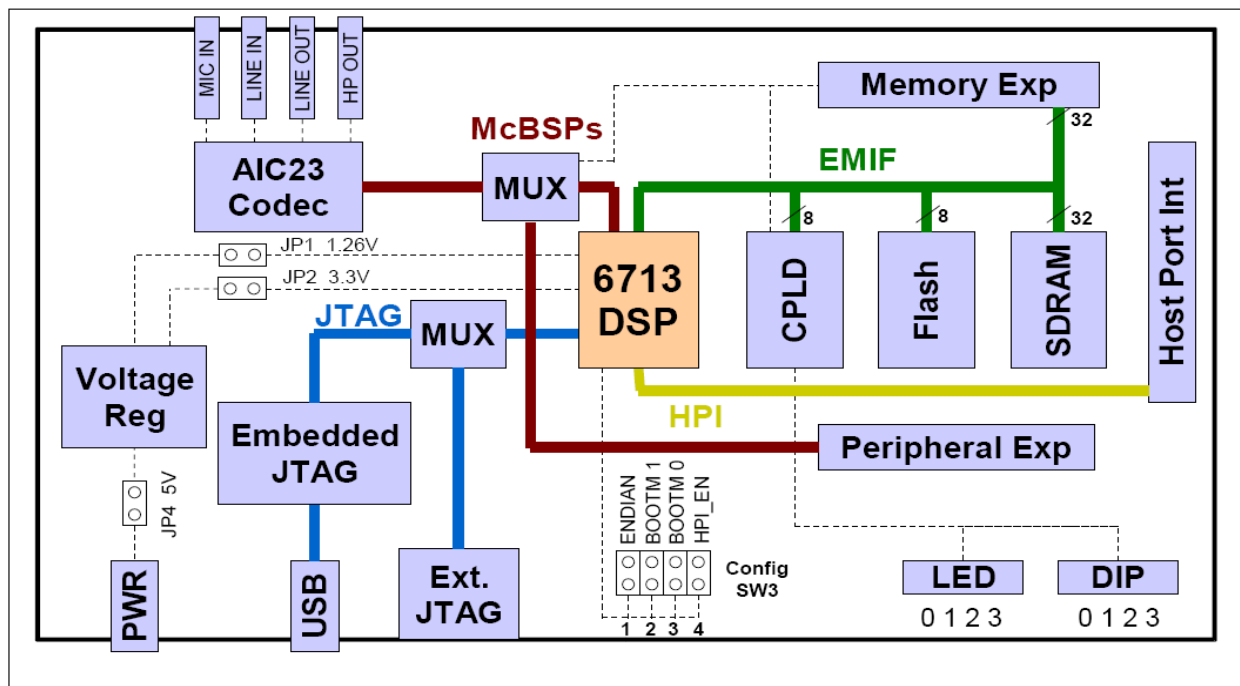 MIC IN
LINE IN
LINE OUT
HP OUT
Memory Exp
32
McBSPs
AIC23
Codec
MUX
EMIF
8
8
32
Host Port Int
JP1 1.26V
JP2 3.3V
6713
DSP
CPLD
Flash
SDRAM
JTAG
MUX
Voltage
Reg
HPI
Embedded
JTAG
Peripheral Exp
JP4 5V
ENDIAN
BOOTM 1
BOOTM 0
HPI_EN
Config
SW3
PWR
USB
Ext.
JTAG
1 2 3 4
LED
DIP
0 1 2 3
0 1 2 3